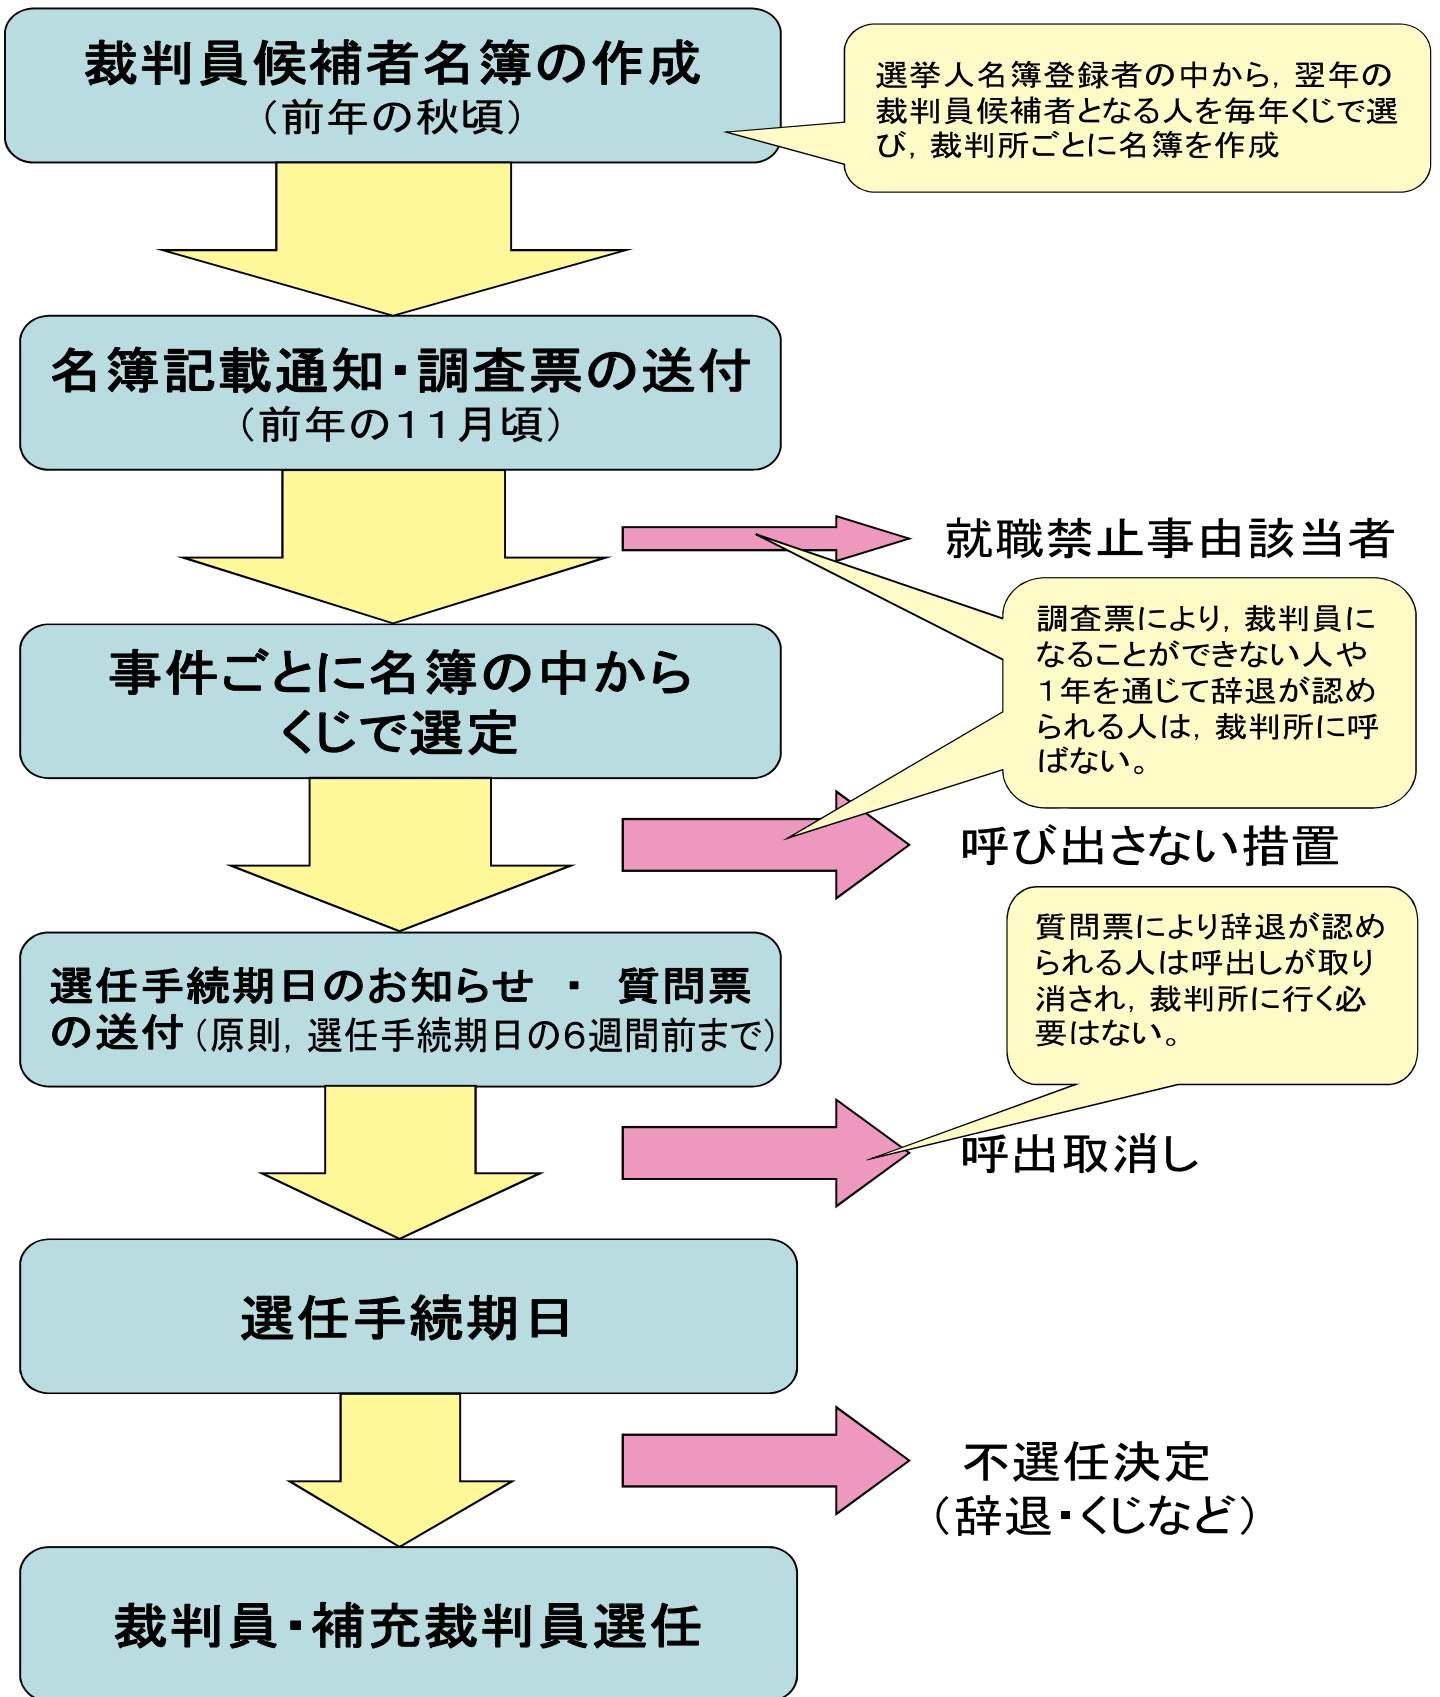 裁判員候補者名簿の作成
（前年の秋頃）
選挙人名簿登録者の中から，翌年の
裁判員候補者となる人を毎年くじで選
び，裁判所ごとに名簿を作成
名簿記載通知・調査票の送付
（前年の１１月頃）
就職禁止事由該当者
調査票により，裁判員に
なることができない人や
１年を通じて辞退が認め
られる人は，裁判所に呼
ばない。
事件ごとに名簿の中から
くじで選定
呼び出さない措置
質問票により辞退が認め
られる人は呼出しが取り
消され，裁判所に行く必
要はない。
選任手続期日のお知らせ　・　質問票
の送付（原則，選任手続期日の６週間前まで）
呼出取消し
選任手続期日
不選任決定
（辞退・くじなど）
裁判員・補充裁判員選任